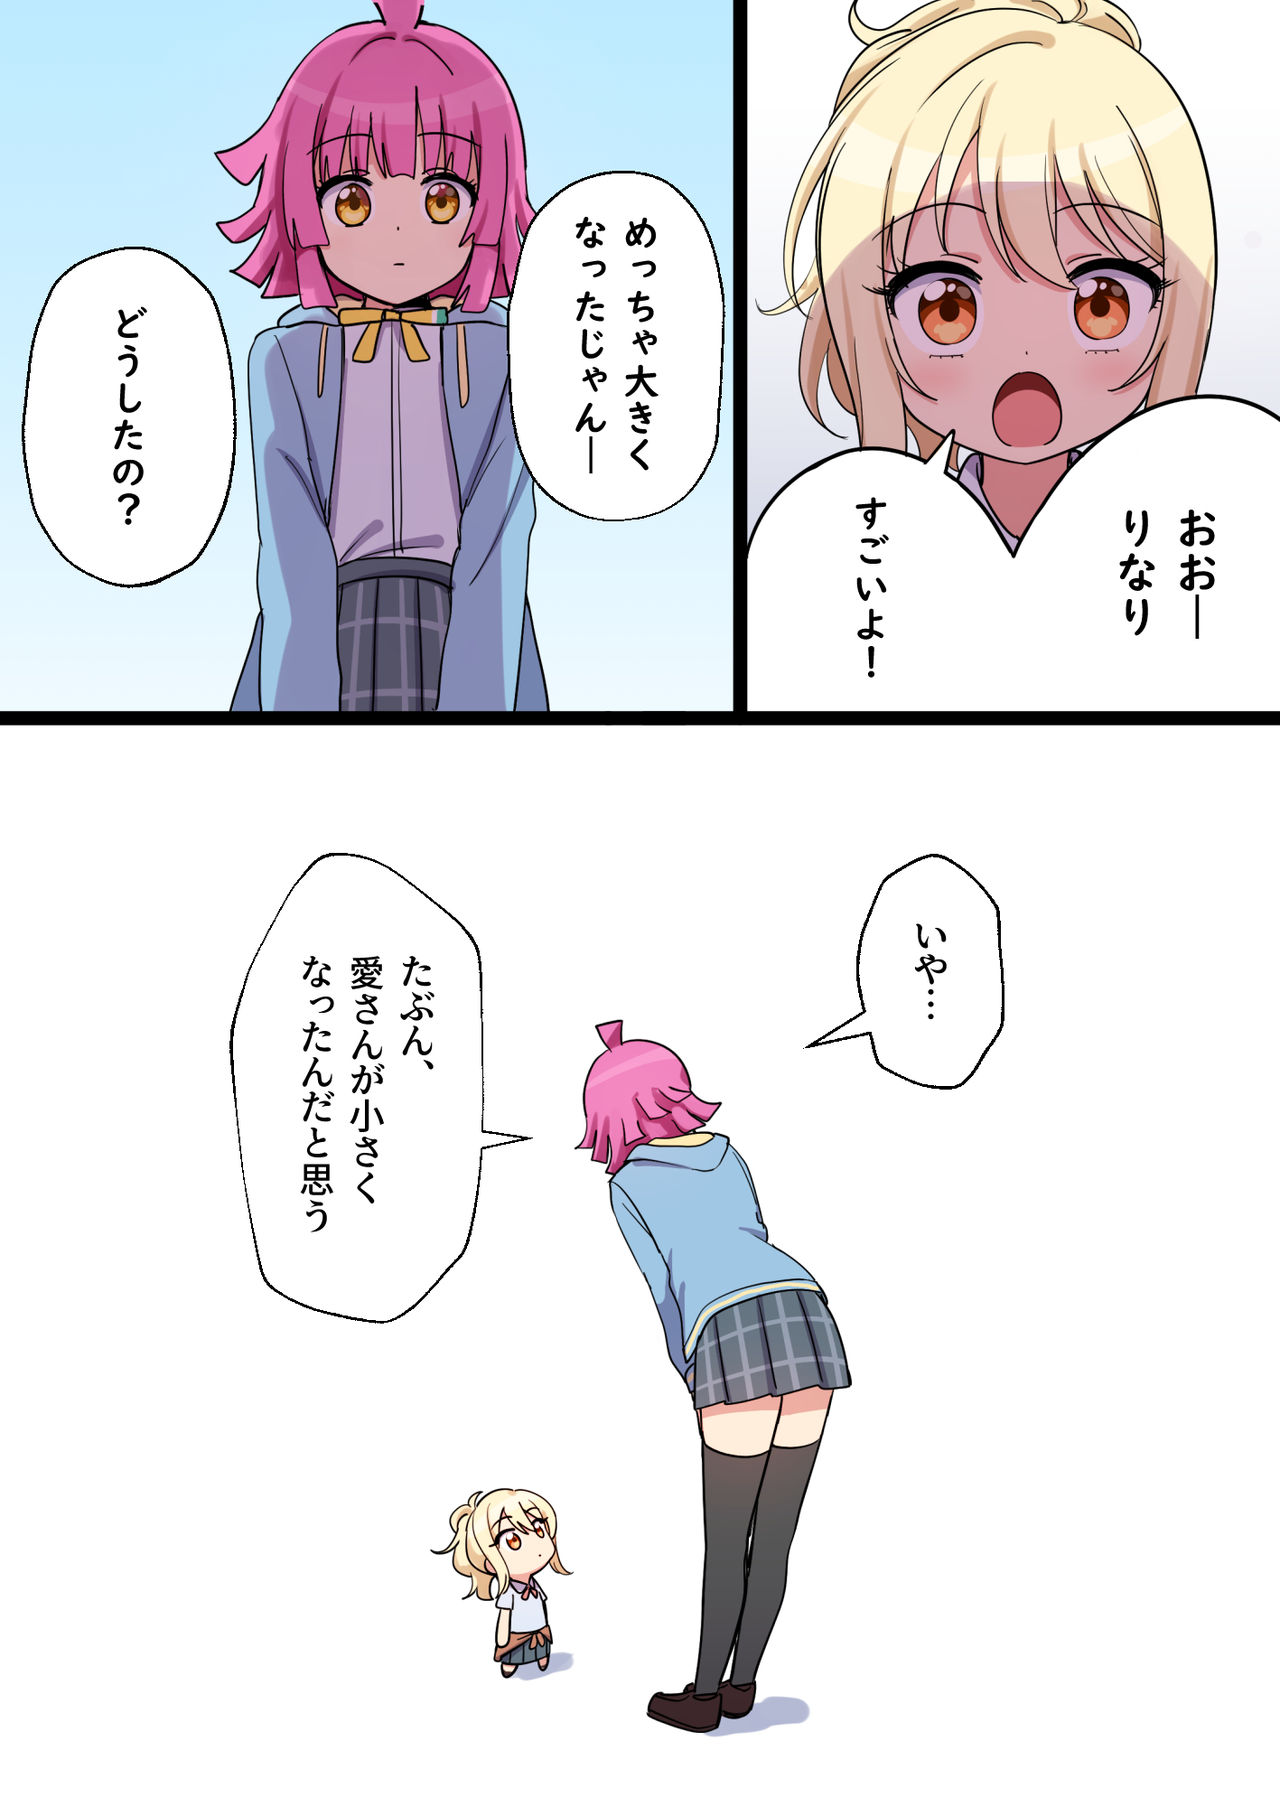 おおー
りなり
すごいよ！
めっちゃ大きく
なったじゃんー
どうしたの？
いや…
たぶん、
愛さんが小さく
なったんだと思う